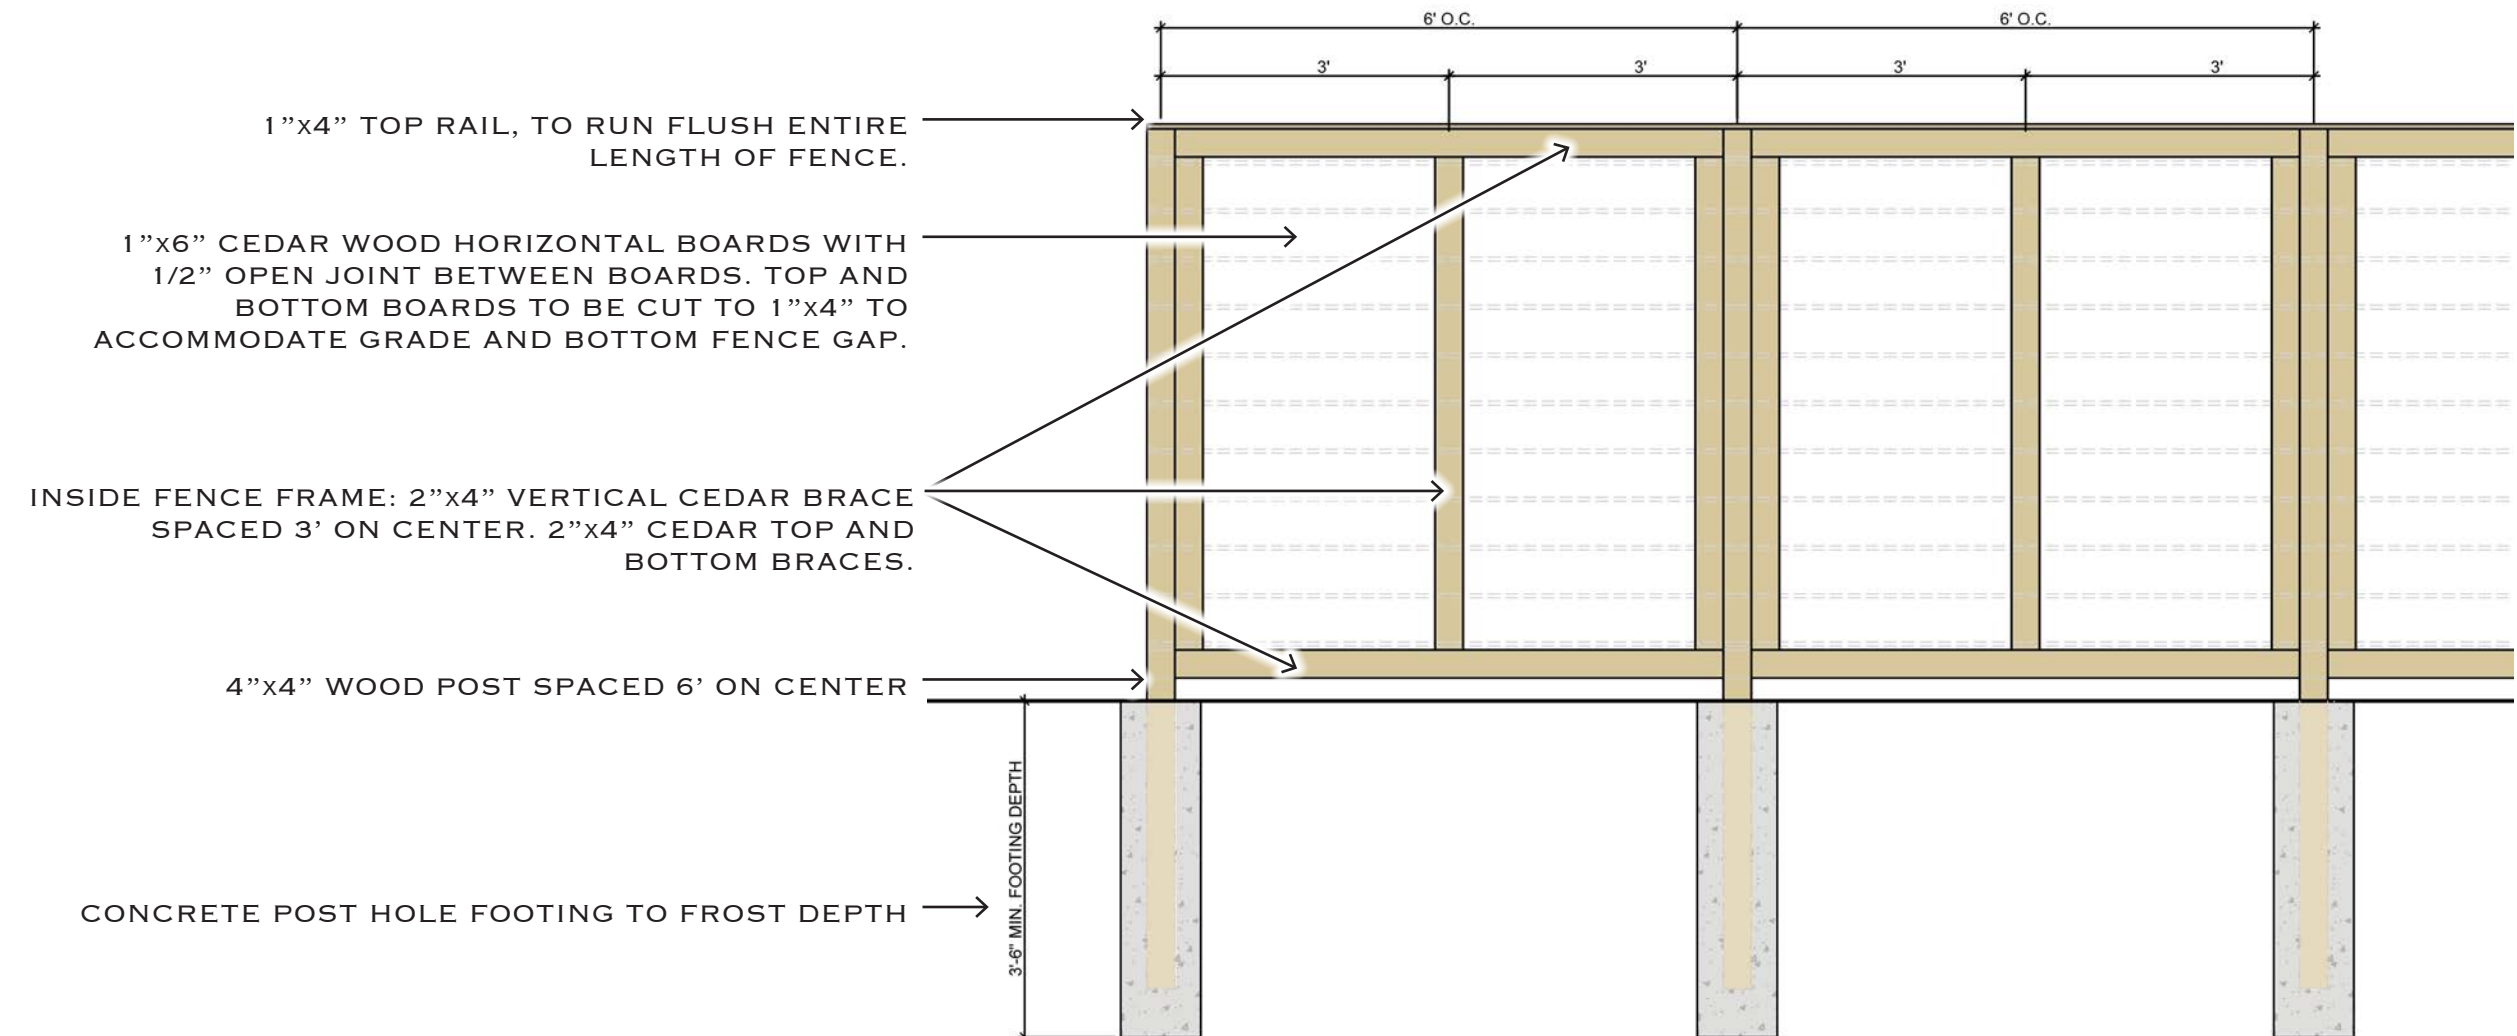 6' O.C.
6' O.C.
3'
3'
3'
3'
1”x4” TOP RAIL, TO RUN FLUSH ENTIRE
LENGTH OF FENCE.
1”x6” CEDAR WOOD HORIZONTAL BOARDS WITH
1/2” OPEN JOINT BETWEEN BOARDS. TOP AND
BOTTOM BOARDS TO BE CUT TO 1”x4” TO
ACCOMMODATE GRADE AND BOTTOM FENCE GAP.
INSIDE FENCE FRAME: 2”x4” VERTICAL CEDAR BRACE
SPACED 3’ ON CENTER. 2”x4” CEDAR TOP AND
BOTTOM BRACES.
4”x4” WOOD POST SPACED 6’ ON CENTER
CONCRETE POST HOLE FOOTING TO FROST DEPTH
3'-6" MIN. FOOTING DEPTH